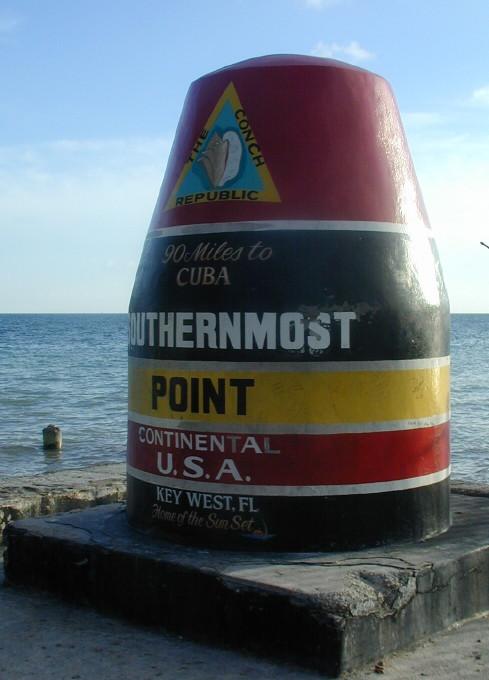 THE CONCH
REPUBLIC
90 Miles to
CUBA
OUTHERNMOST
POINT
CONTINENTAL
U.S.A.
KEY WEST, FL
Home of the Sun Set